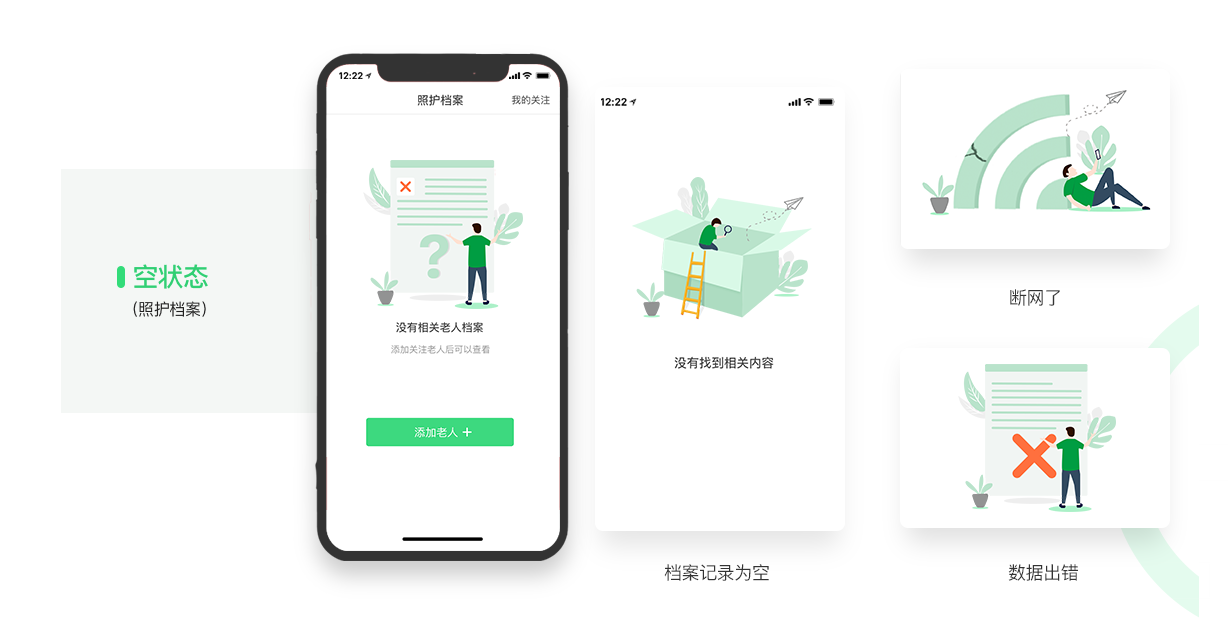 空状态
(照护档案)
12:22
照护档案
我的关注
?
没有相关老人档案
添加关注老人后可以查看
添加老人 +
12:22
没有找到相关内容
档案记录为空
断网了
数据出错